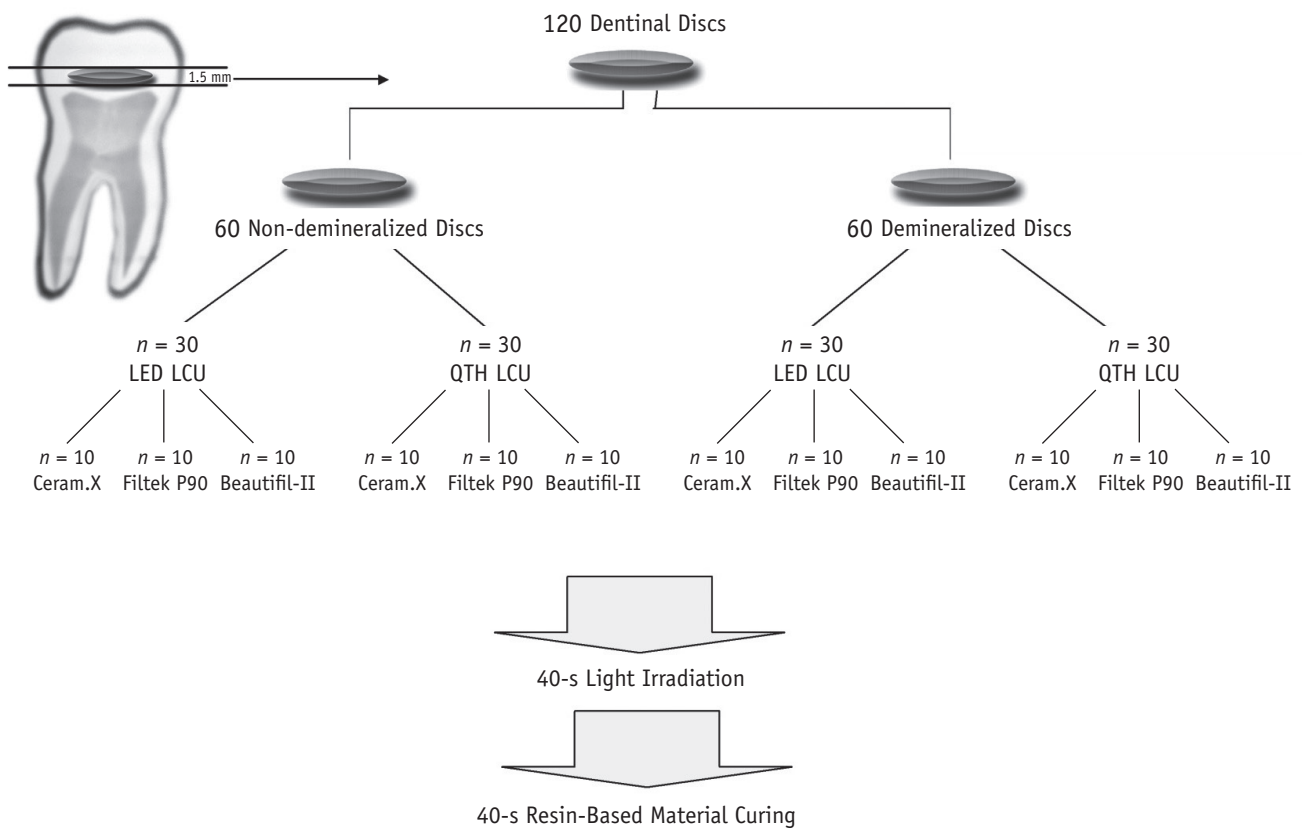 120 Dentinal Discs
1.5 mm
60 Non-demineralized Discs
60 Demineralized Discs
n = 30
LED LCU
n = 30
QTH LCU
n = 30
LED LCU
n = 30
QTH LCU
n = 10
Ceram.X
n = 10
Filtek P90
n = 10
Beautifil-II
n = 10
Ceram.X
n = 10
Filtek P90
n = 10
Beautifil-II
n = 10
Ceram.X
n = 10
Filtek P90
n = 10
Beautifil-II
n = 10
Ceram.X
n = 10
Filtek P90
n = 10
Beautifil-II
40-s Light Irradiation
40-s Resin-Based Material Curing